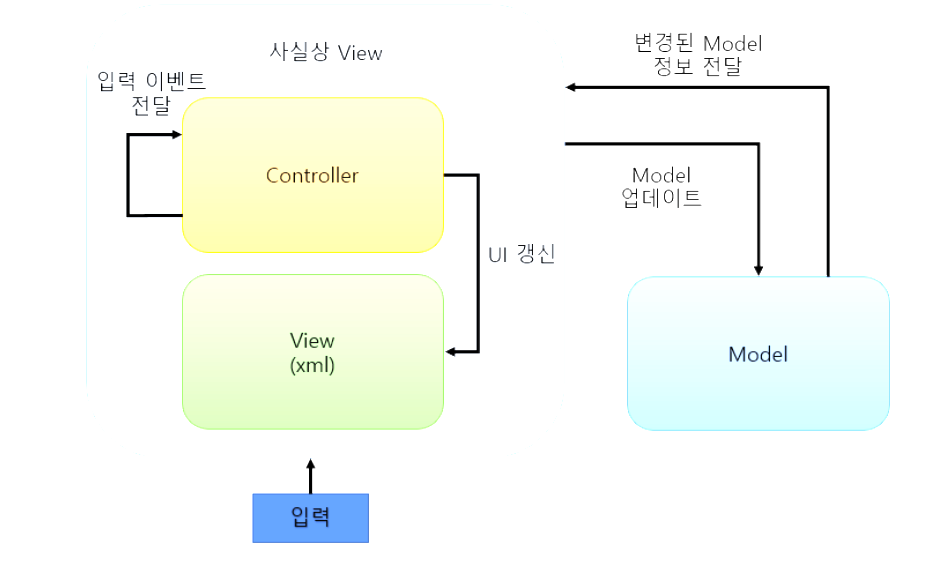 사실상 View
변경된 Model
정보 전달
입력 이벤트
전달
Controller
Model
업데이트
UI 갱신
View
(xml)
Model
입력